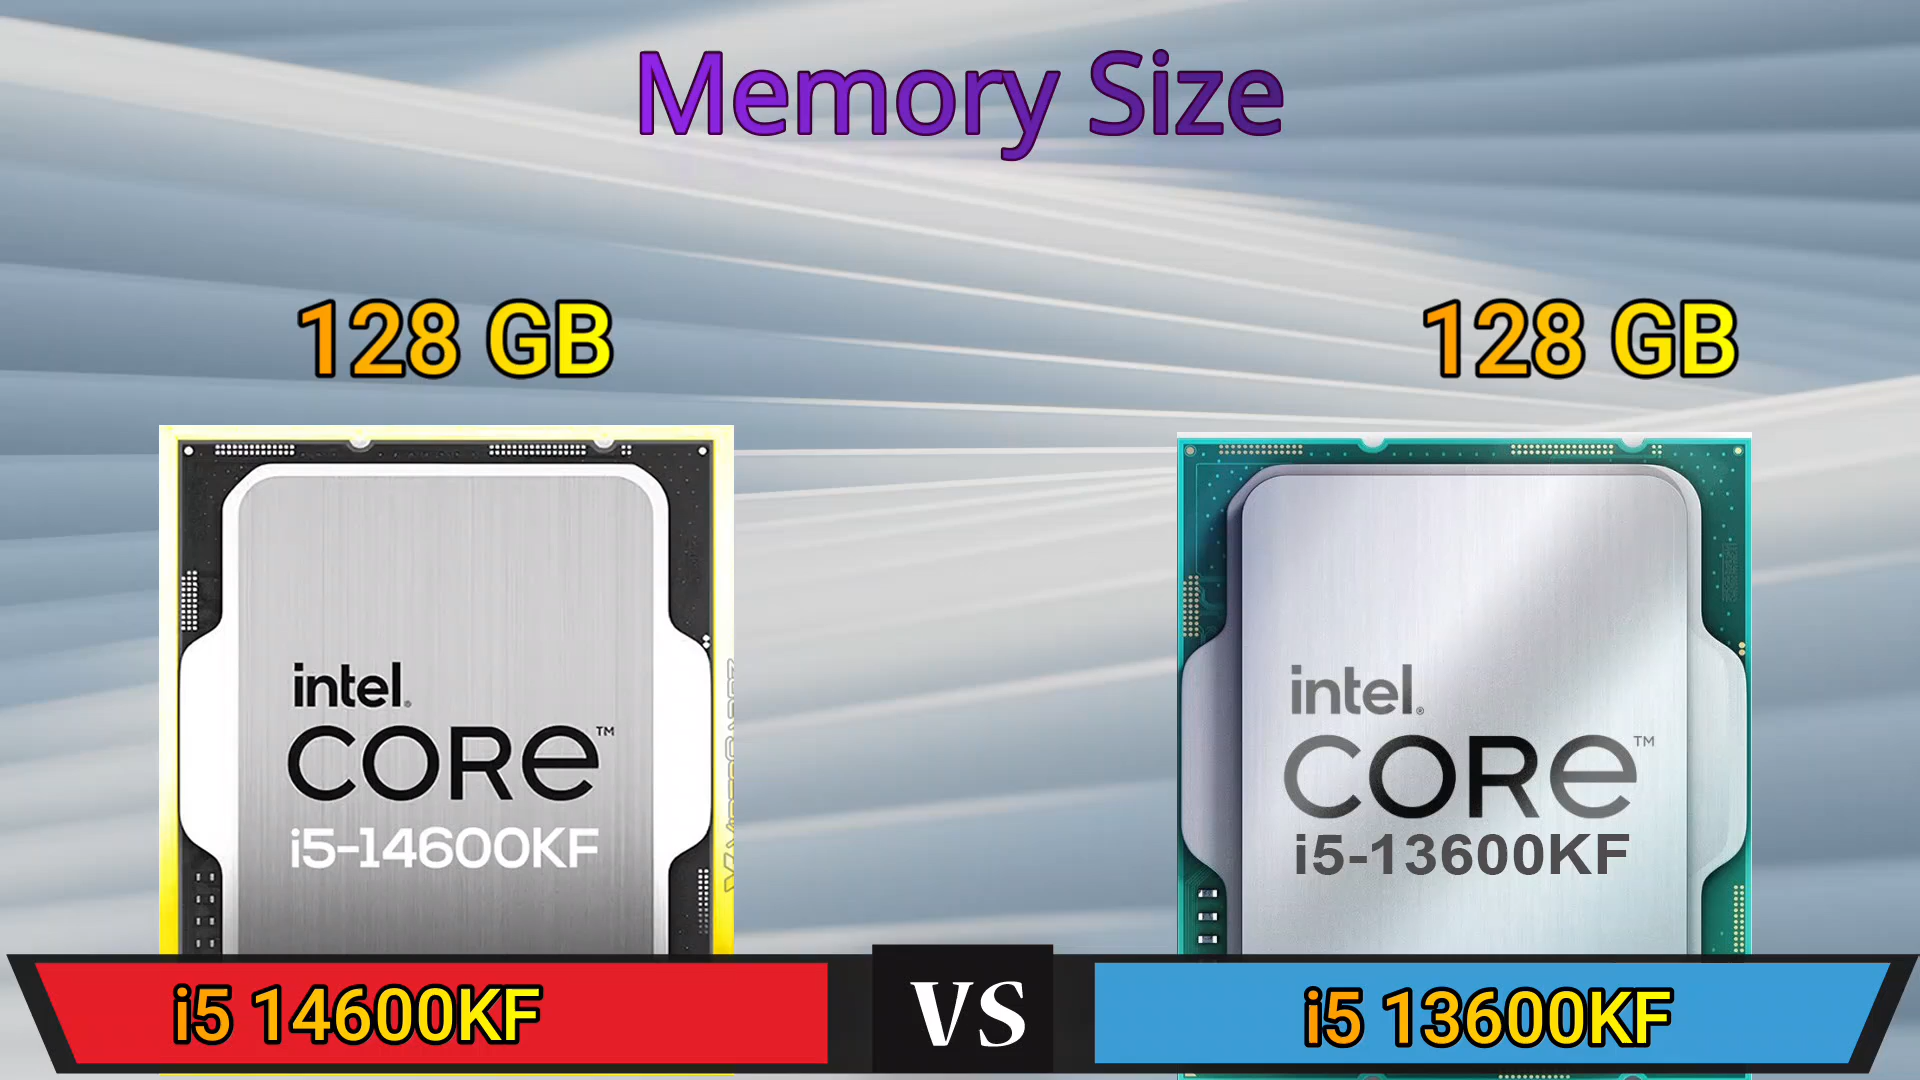 Memory Size
128 GB
128 GB
intel.
CORe™
i5-14600KF
intel.
CORe™
i5-13600KF
i5 14600KF
VS
i5 13600KF